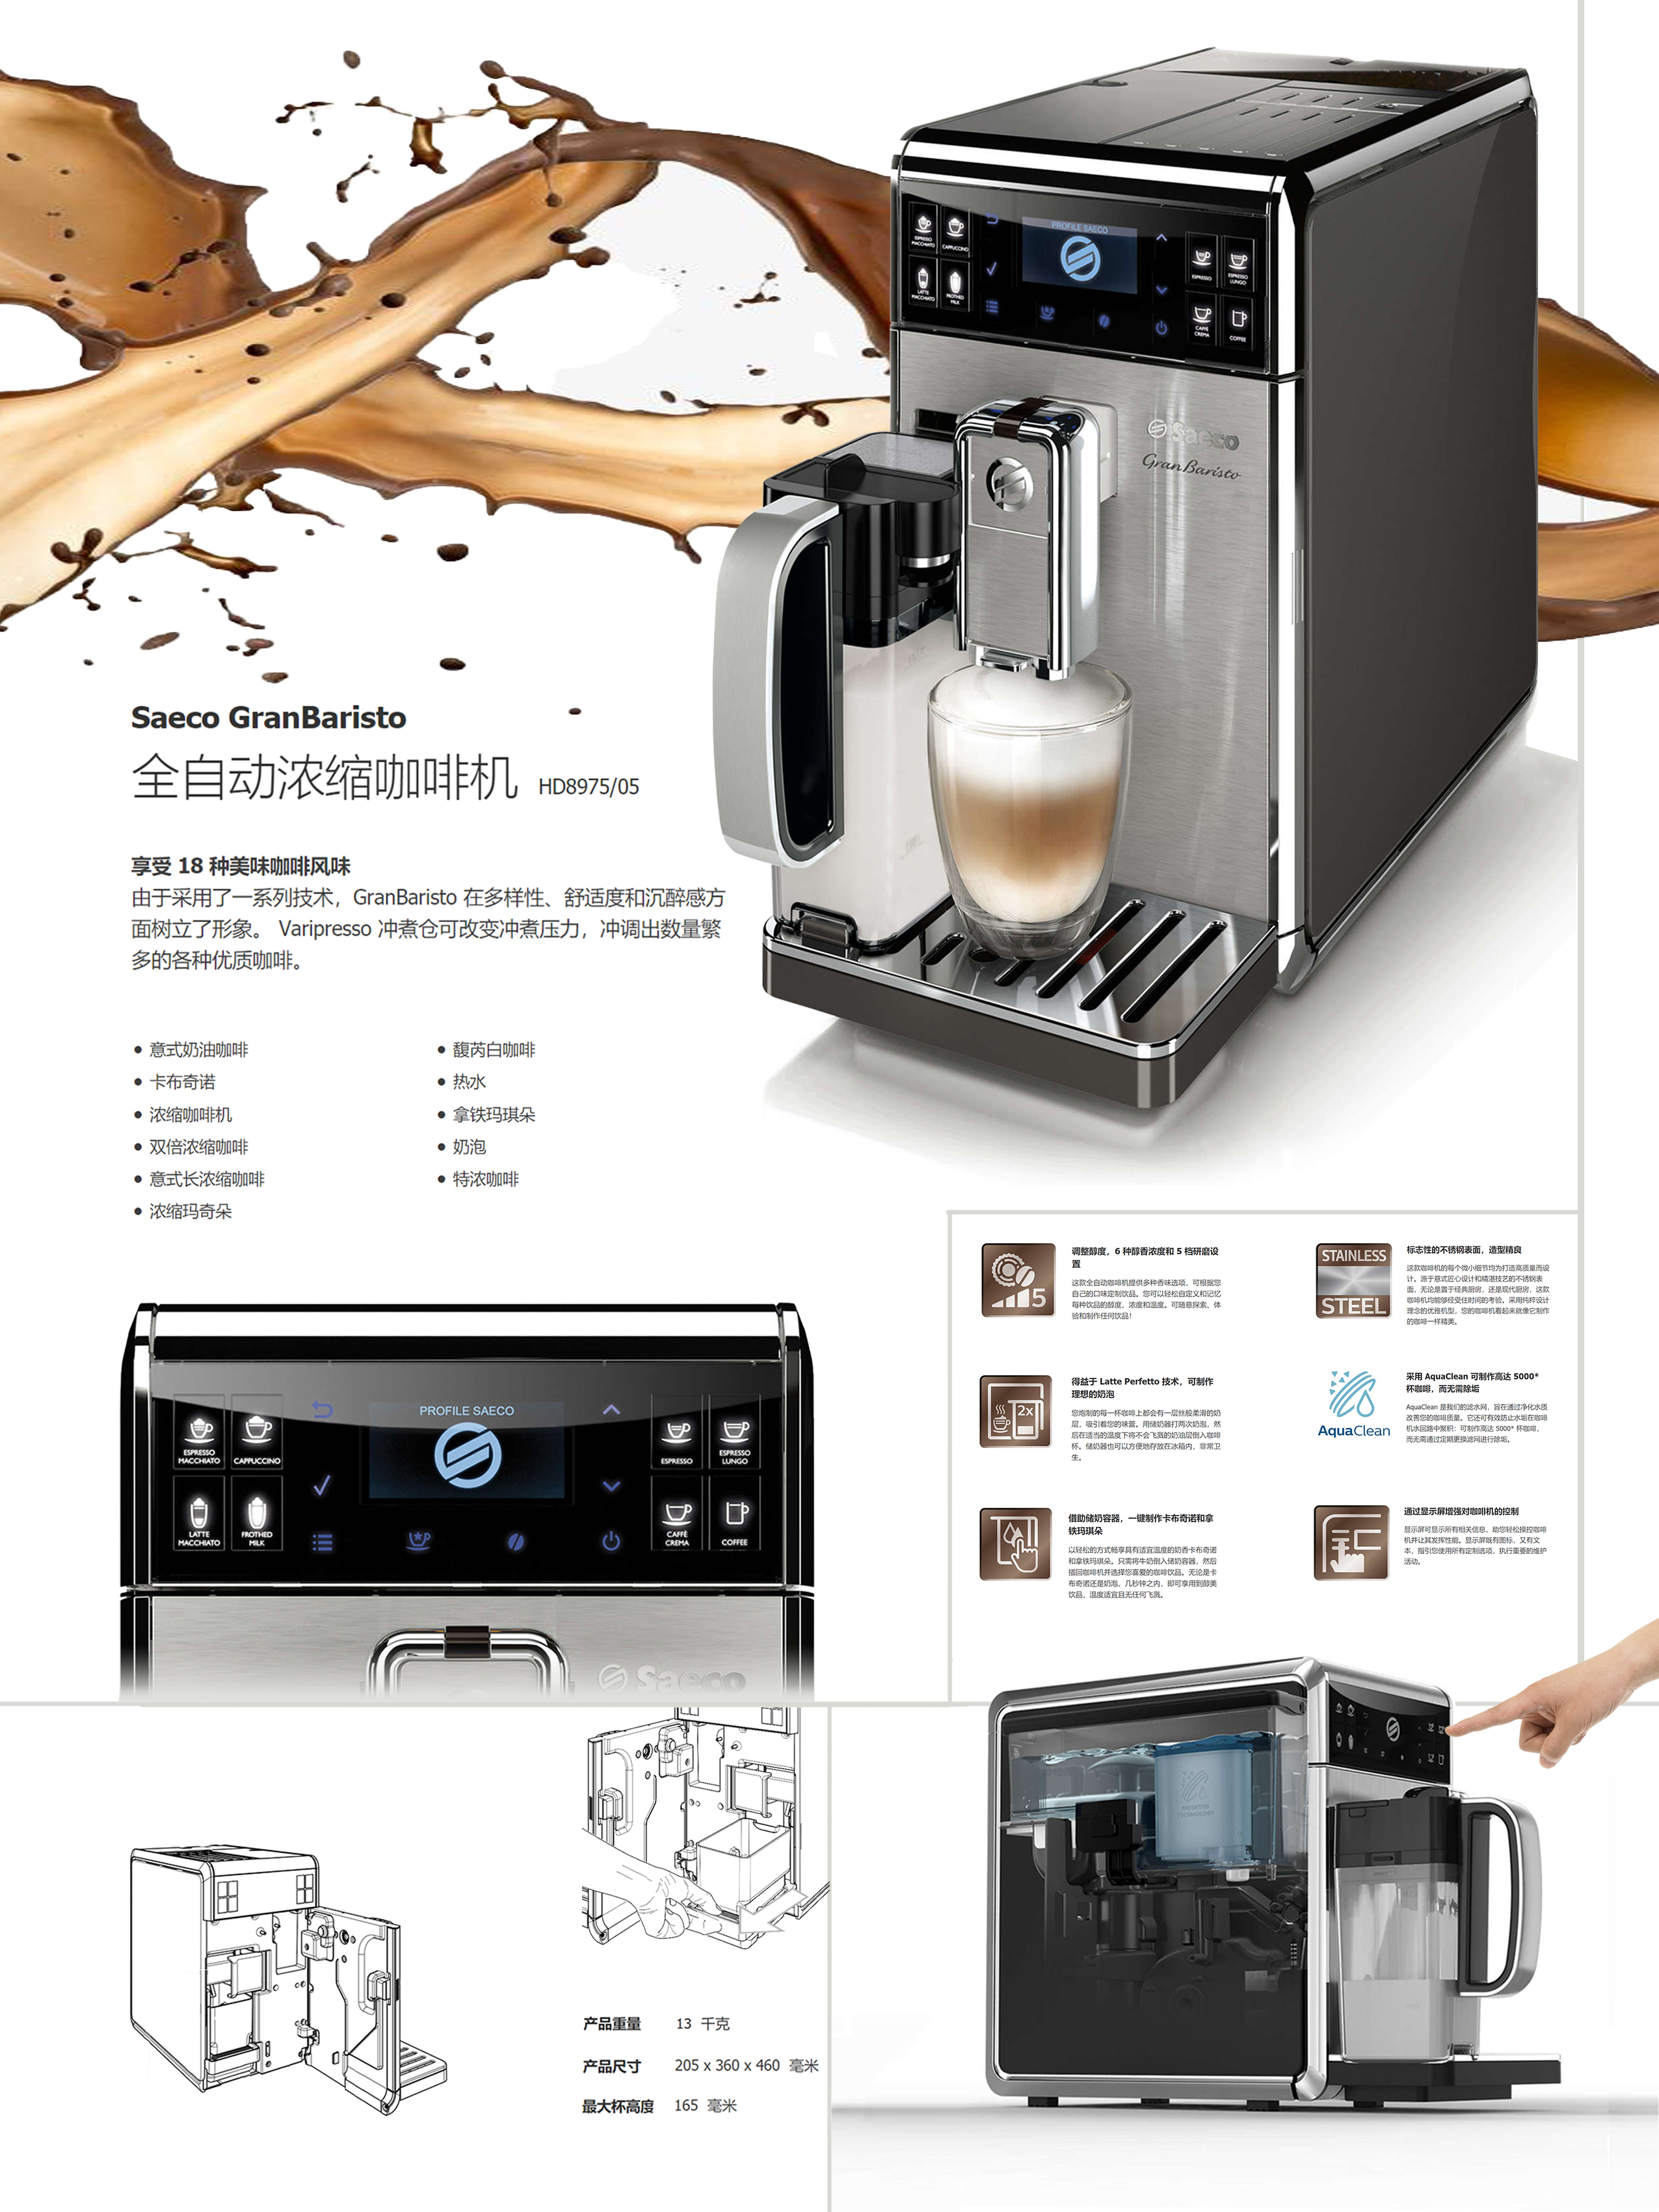 PROFILE SAECO
ESPRESSO
MACCHIATO
CAPPUCCINO
LATTE
MACCHIATO
FROTHED
MILK
ESPRESSO
ESPRESSO
LUNGO
CAFFÈ
CREMA
COFFEE
Saeco
GranBaristo
Saeco GranBaristo
全自动浓缩咖啡机 HD8975/05
享受 18 种美味咖啡风味
由于采用了一系列技术，GranBaristo 在多样性、舒适度和沉醉感方
面树立了形象。 Varipresso 冲煮仓可改变冲煮压力，冲调出数量繁
多的各种优质咖啡。
● 意式奶油咖啡
● 卡布奇诺
● 浓缩咖啡机
● 双倍浓缩咖啡
● 意式长浓缩咖啡
● 浓缩玛奇朵
● 馥芮白咖啡
● 热水
● 拿铁玛琪朵
● 奶泡
● 特浓咖啡
5
调整醇度，6 种醇香浓度和 5 档研磨设
置
这款全自动咖啡机提供多种香味选项，可根据您
自己的口味定制饮品。您可以轻松自定义和记忆
每种饮品的醇度，浓度和温度。可随意探索、体
验和制作任何饮品！
STAINLESS
STEEL
标志性的不锈钢表面，造型精良
这款咖啡机的每个微小细节均为打造高质量而设
计。源于意式匠心设计和精湛技艺的不锈钢表
面，无论是置于经典厨房，还是现代厨房，这款
咖啡机均能够经受住时间的考验。采用纯粹设计
理念的优雅机型，您的咖啡机看起来就像它制作
的咖啡一样精美。
2x
得益于 Latte Perfetto 技术，可制作
理想的奶泡
您炮制的每一杯咖啡上都会有一层丝般柔滑的奶
层，吸引着您的味蕾。用储奶器打两次奶泡，然
后在适当的温度下将不会飞溅的奶油层倒入咖啡
杯。储奶器也可以方便地存放在冰箱内，非常卫
生。
AquaClean
采用 AquaClean 可制作高达 5000*
杯咖啡，而无需除垢
AquaClean 是我们的滤水网，旨在通过净化水质
改善您的咖啡质量。它还可有效防止水垢在咖啡
机水回路中聚积：可制作高达 5000* 杯咖啡，
而无需通过定期更换滤网进行除垢。
借助储奶容器，一键制作卡布奇诺和拿
铁玛琪朵
以轻松的方式畅享具有适宜温度的奶香卡布奇诺
和拿铁玛琪朵。只需将牛奶倒入储奶容器，然后
插回咖啡机并选择您喜爱的咖啡饮品。无论是卡
布奇诺还是奶泡，几秒钟之内，即可享用到醇美
饮品，温度适宜且无任何飞溅。
通过显示屏增强对咖啡机的控制
显示屏可显示所有相关信息，助您轻松操控咖啡
机并让其发挥性能。显示屏既有图标，又有文
本，指引您使用所有定制选项，执行重要的维护
活动。
PROFILE SAECO
ESPRESSO
MACCHIATO
CAPPUCCINO
LATTE
MACCHIATO
FROTHED
MILK
ESPRESSO
ESPRESSO
LUNGO
CAFFÈ
CREMA
COFFEE
Saeco
PATENTED
TECHNOLOGY
产品重量 13 千克
产品尺寸 205 x 360 x 460 毫米
最大杯高度 165 毫米